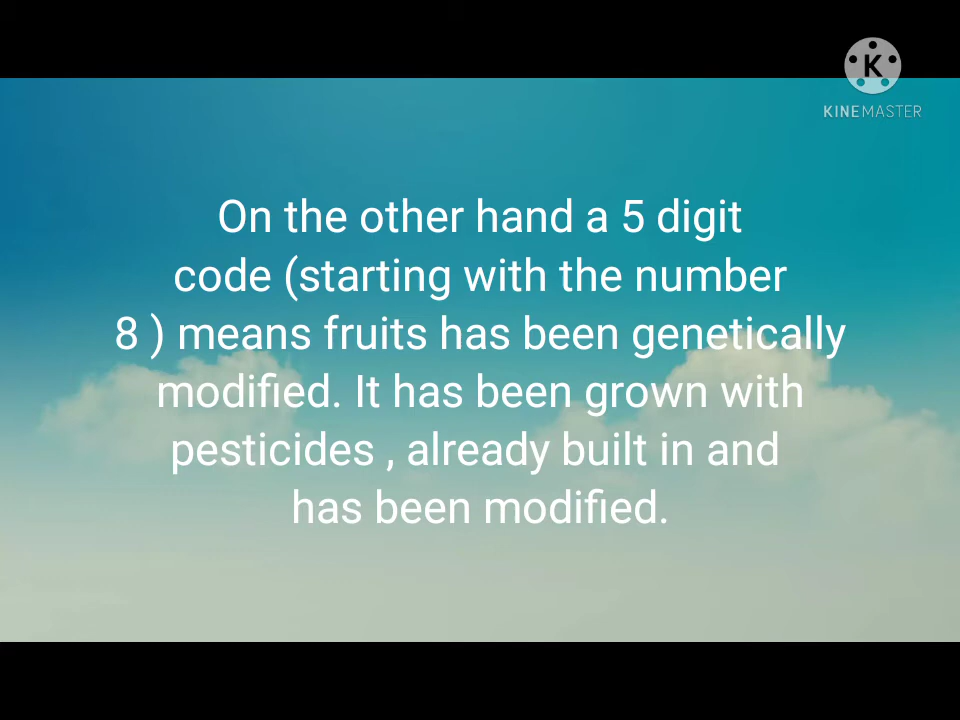 K
KINEMASTER
On the other hand a 5 digit
code (starting with the number
8 ) means fruits has been genetically
modified. It has been grown with
pesticides , already built in and
has been modified.